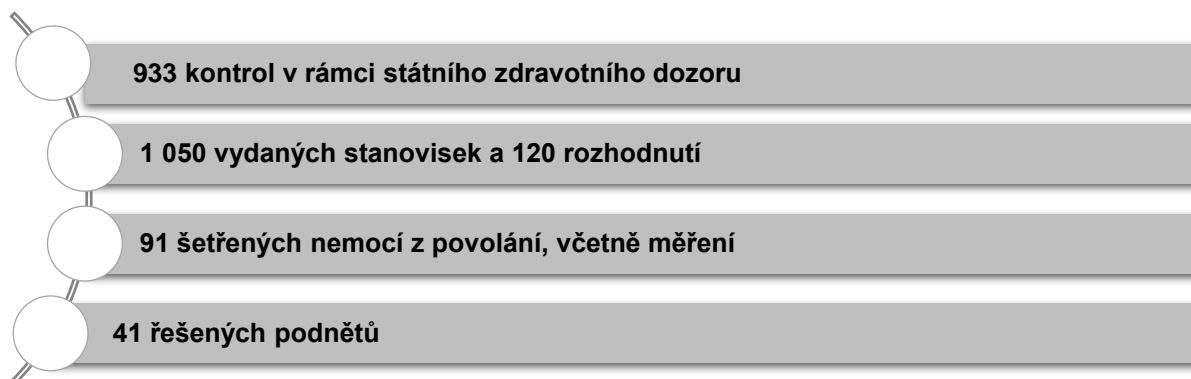 933 kontrol v rámci státního zdravotního dozoru
1 050 vydaných stanovisek a 120 rozhodnutí
91 šetřených nemocí z povolání, včetně měření
41 řešených podnětů